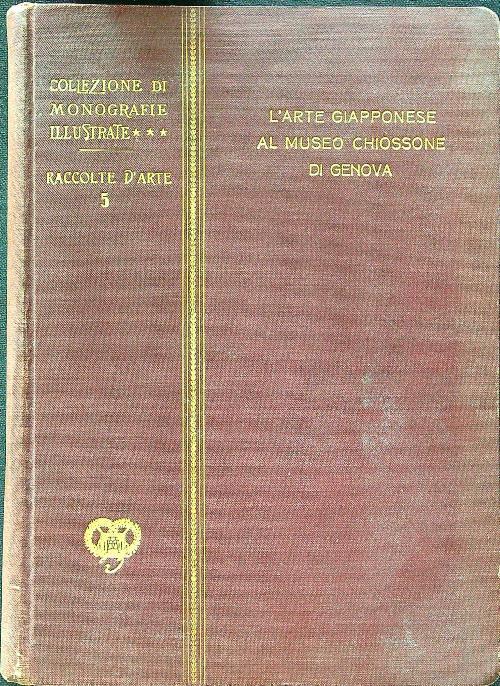 COLLEZIONE DI
MONOGRAFIE
ILLUSTRATE ★ ★ ★
RACCOLTE D'ARTE
5
L'ARTE GIAPPONESE
AL MUSEO CHIOSSONE
DI GENOVA